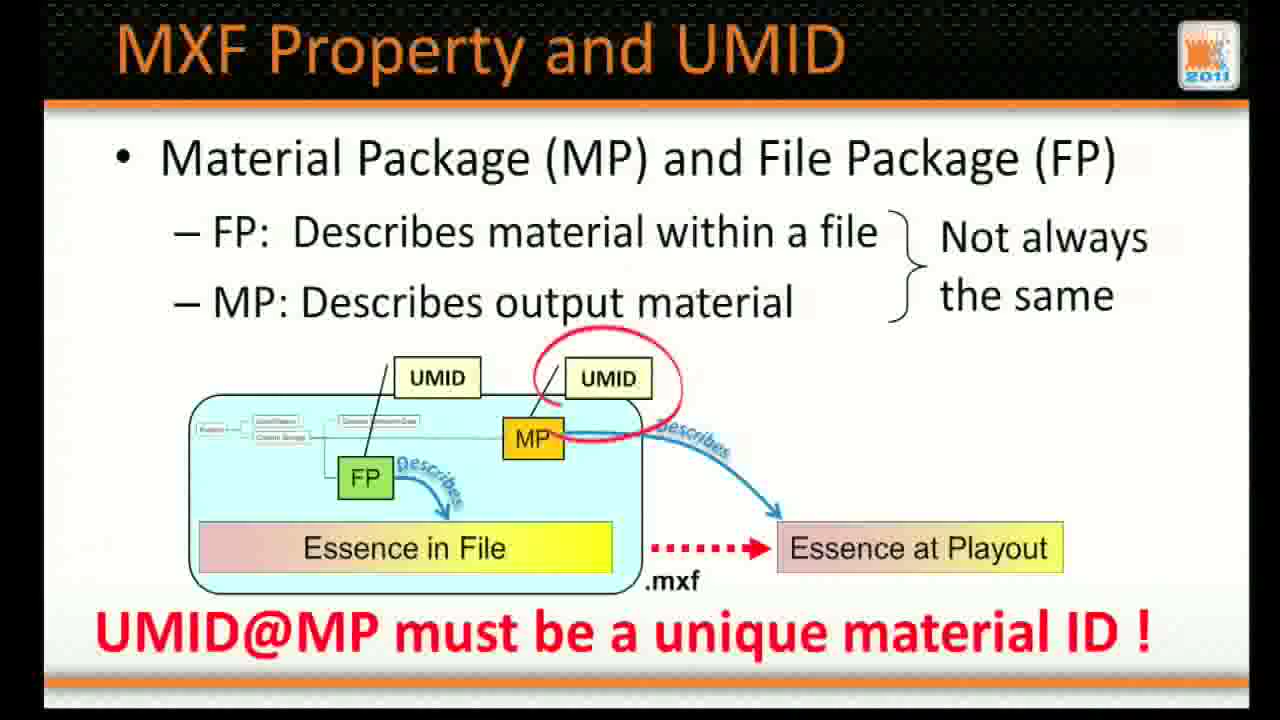 MXF Property and UMID
2011
• Material Package (MP) and File Package (FP)
– FP: Describes material within a file
– MP: Describes output material
Not always
the same
UMID
UMID
MP
Describes
FP
Describes
Essence in File
Essence at Playout
.mxf
UMID@MP must be a unique material ID !